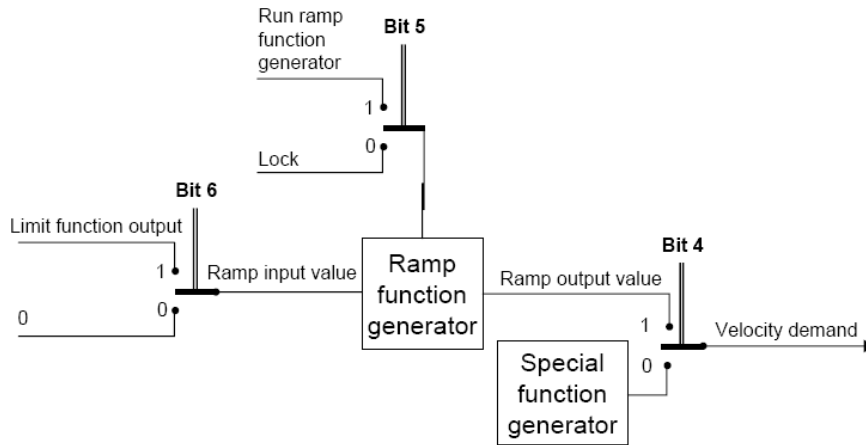 Run ramp
function
generator
Bit 5
1
0
Lock
Bit 6
Limit function output
1
0
0
Ramp input value
Ramp
function
generator
Ramp output value
Bit 4
1
0
Velocity demand
Special
function
generator